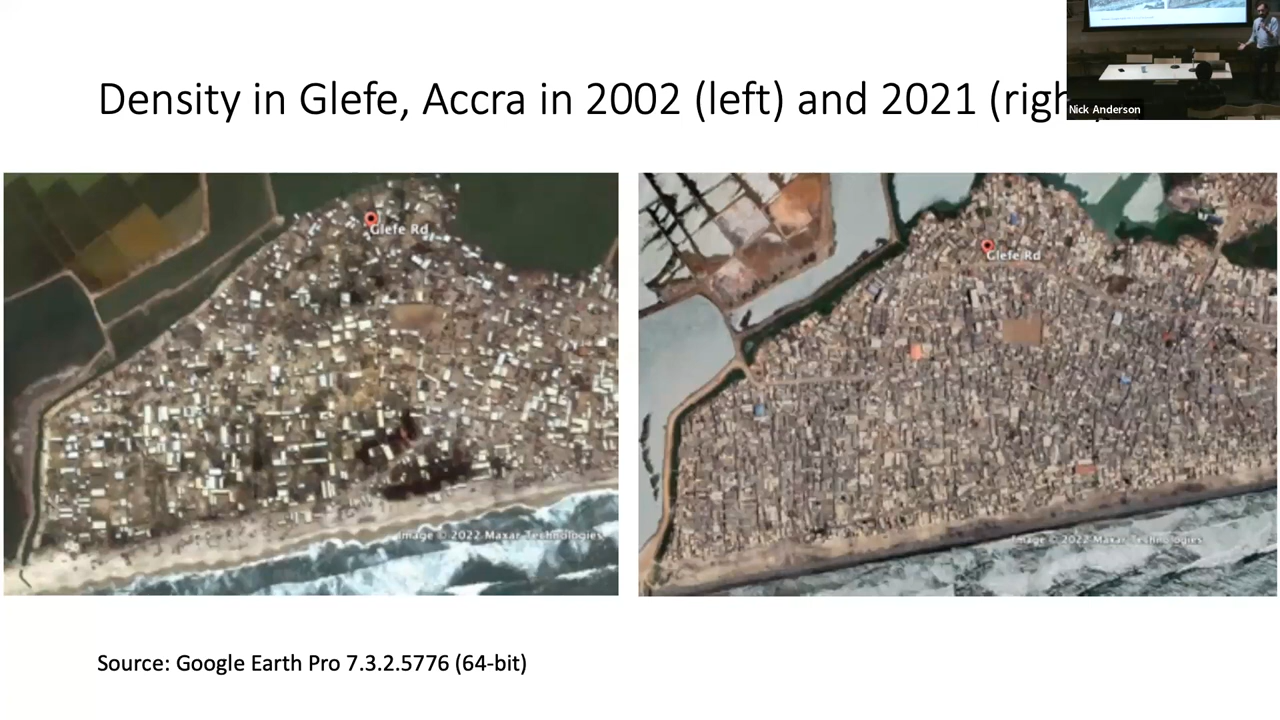 Density in Glefe, Accra in 2002 (left) and 2021 (righ
Nick Anderson
Glefe Rd
Glefe Rd
Image © 2022 Maxar Technologies
Image © 2022 Maxar Technologies
Source: Google Earth Pro 7.3.2.5776 (64-bit)